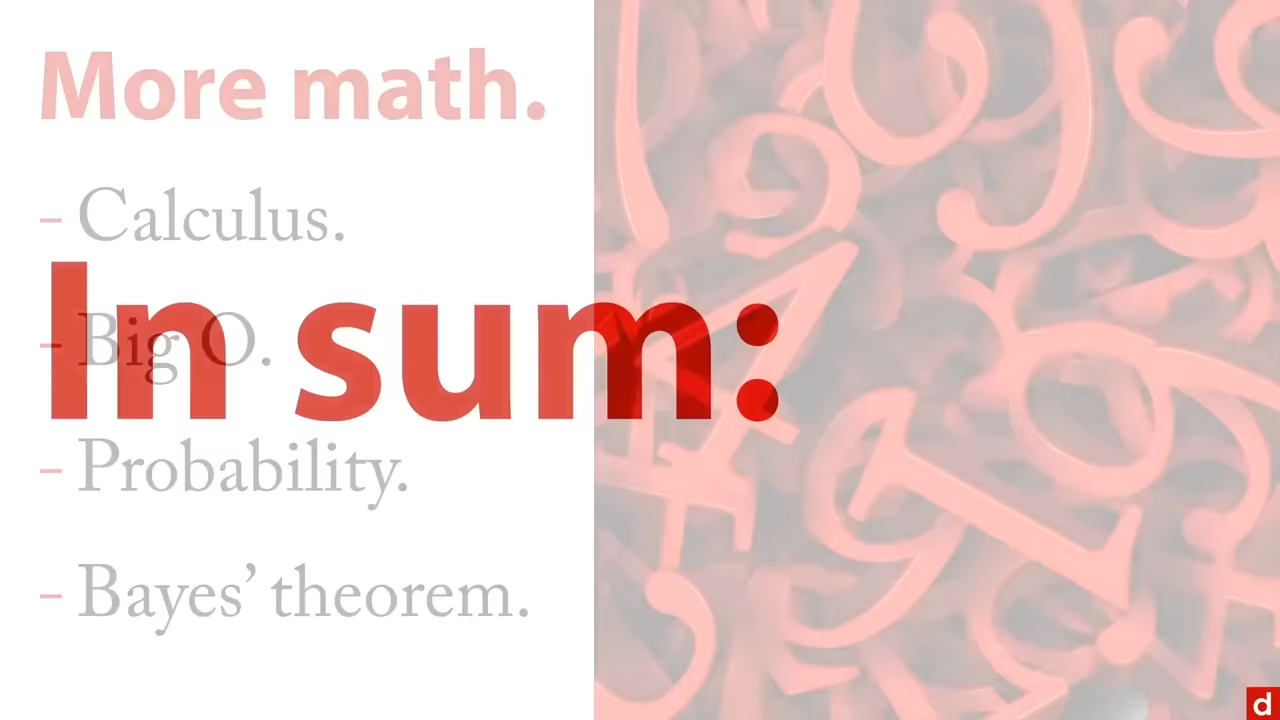 More math.
- Calculus.
In sum:
- Big O.
- Probability.
- Bayes’ theorem.
d